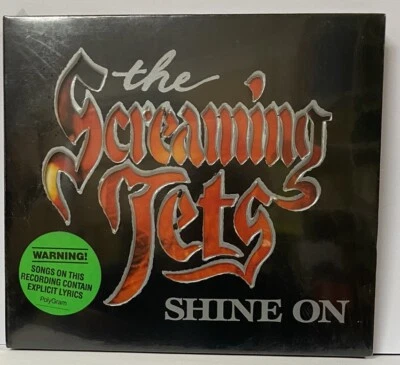 the
Screaming
Jets
SHINE ON
WARNING!
SONGS ON THIS
RECORDING CONTAIN
EXPLICIT LYRICS
PolyGram